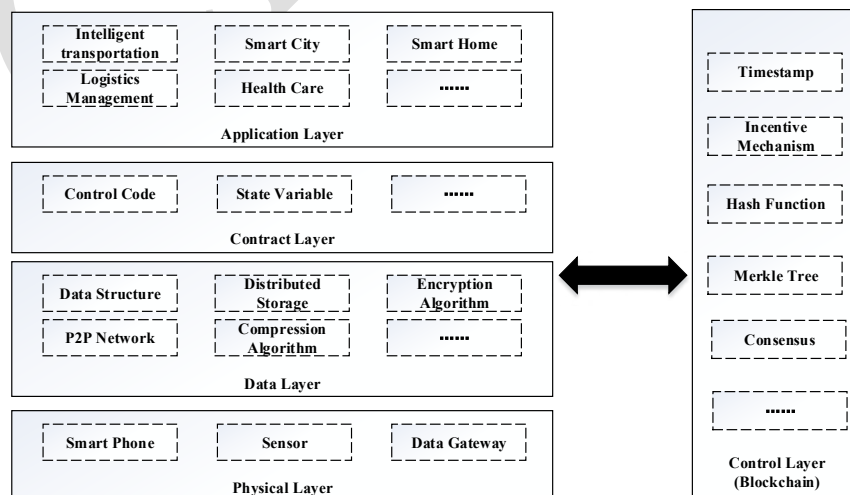 Intelligent
transportation
Smart City
Smart Home
Logistics
Management
Health Care
......
Application Layer
Control Code
State Variable
......
Contract Layer
Data Structure
Distributed
Storage
Encryption
Algorithm
P2P Network
Compression
Algorithm
......
Data Layer
Smart Phone
Sensor
Data Gateway
Physical Layer
Timestamp
Incentive
Mechanism
Hash Function
Merkle Tree
Consensus
......
Control Layer
(Blockchain)